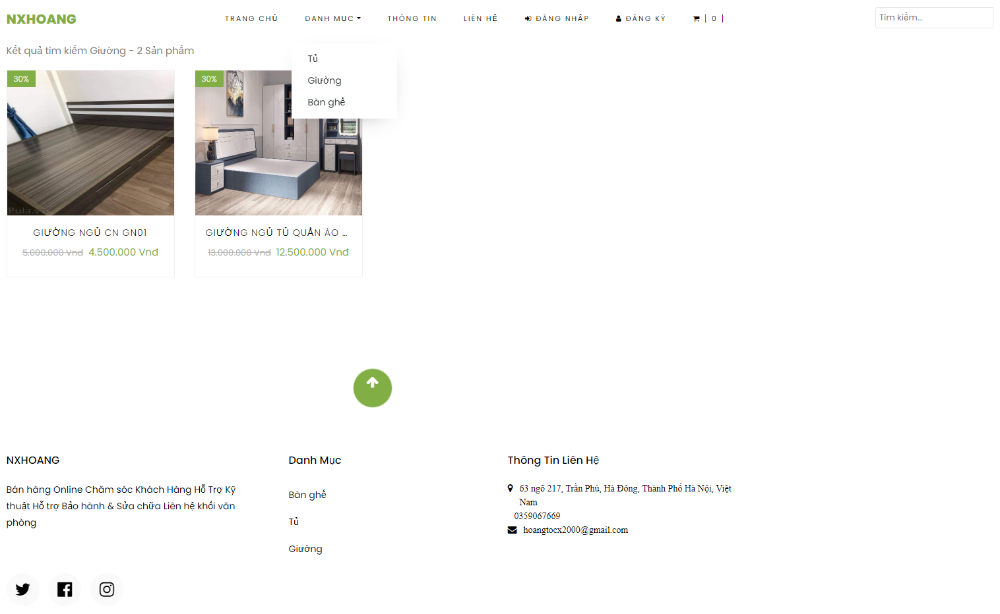 NXHOANG
TRANG CHỦ
DANH MỤC
THÔNG TIN
LIÊN HỆ
ĐĂNG NHẬP
ĐĂNG KÝ
[ 0 ]
Tìm kiếm...
Kết quả tìm kiếm Giường - 2 Sản phẩm
Tủ
Giường
Bàn ghế
30%
30%
GIƯỜNG NGỦ CN GN01
5.000.000 Vnđ 4.500.000 Vnđ
GIƯỜNG NGỦ TỦ QUẦN ÁO ...
13.000.000 Vnđ 12.500.000 Vnđ
NXHOANG
Bán hàng Online Chăm sóc Khách Hàng Hỗ Trợ Kỹ
thuật Hỗ trợ Bảo hành & Sửa chữa Liên hệ khối văn
phòng
Danh Mục
Bàn ghế
Tủ
Giường
Thông Tin Liên Hệ
63 ngõ 217, Trần Phú, Hà Đông, Thành Phố Hà Nội, Việt
Nam
0359067669
hoangtocx2000@gmail.com